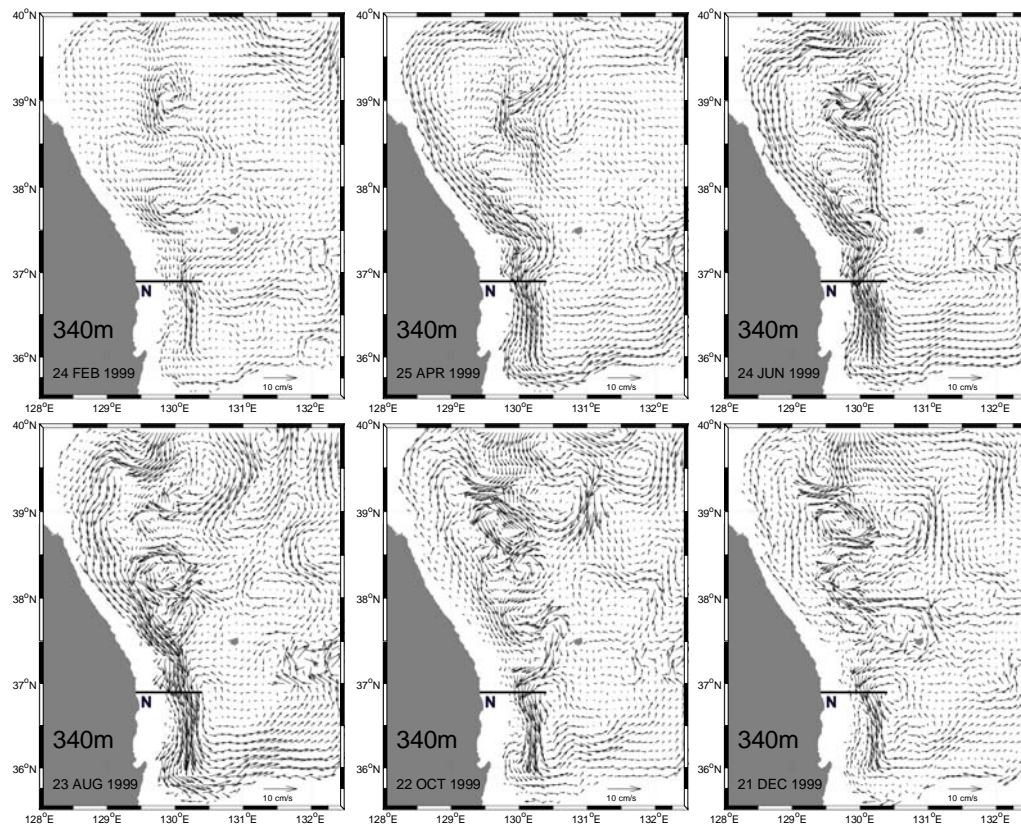 40°N
39°N
38°N
37°N
36°N
N
340m
24 FEB 1999
10 cm/s
128°E 129°E 130°E 131°E 132°E
40°N
39°N
38°N
37°N
36°N
N
340m
25 APR 1999
10 cm/s
128°E 129°E 130°E 131°E 132°E
40°N
39°N
38°N
37°N
36°N
N
340m
24 JUN 1999
10 cm/s
128°E 129°E 130°E 131°E 132°E
40°N
39°N
38°N
37°N
36°N
N
340m
23 AUG 1999
10 cm/s
128°E 129°E 130°E 131°E 132°E
40°N
39°N
38°N
37°N
36°N
N
340m
22 OCT 1999
10 cm/s
128°E 129°E 130°E 131°E 132°E
40°N
39°N
38°N
37°N
36°N
N
340m
21 DEC 1999
10 cm/s
128°E 129°E 130°E 131°E 132°E